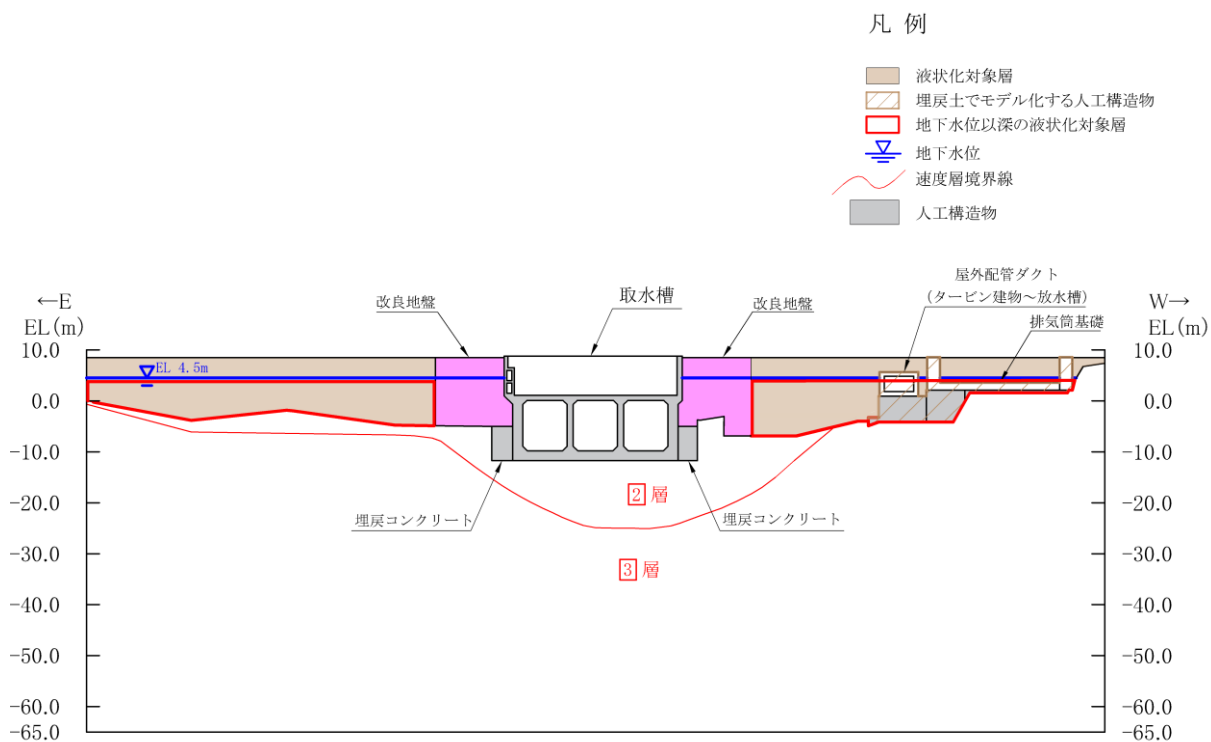 凡 例
液状化対象層
埋戻土でモデル化する人工構造物
地下水位以深の液状化対象層
地下水位
速度層境界線
人工構造物
屋外配管ダクト
(タービン建物～放水槽)
←E
EL(m)
改良地盤
取水槽
改良地盤
排気筒基礎
W→
EL(m)
10.0
EL 4.5m
10.0
0.0
0.0
-10.0
-10.0
-20.0
2 層
-20.0
埋戻コンクリート
埋戻コンクリート
-30.0
3 層
-30.0
-40.0
-40.0
-50.0
-50.0
-60.0
-60.0
-65.0
-65.0